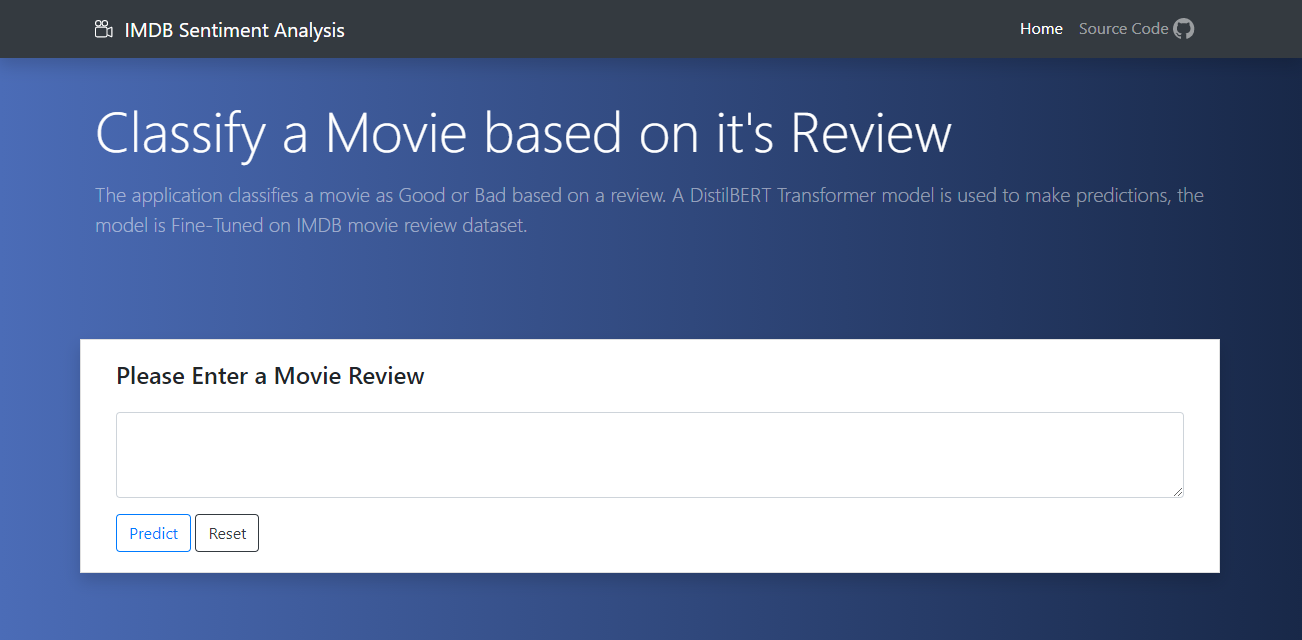 IMDB Sentiment Analysis
Home
Source Code
Classify a Movie based on it's Review
The application classifies a movie as Good or Bad based on a review. A DistilBERT Transformer model is used to make predictions, the
model is Fine-Tuned on IMDB movie review dataset.
Please Enter a Movie Review
Predict
Reset